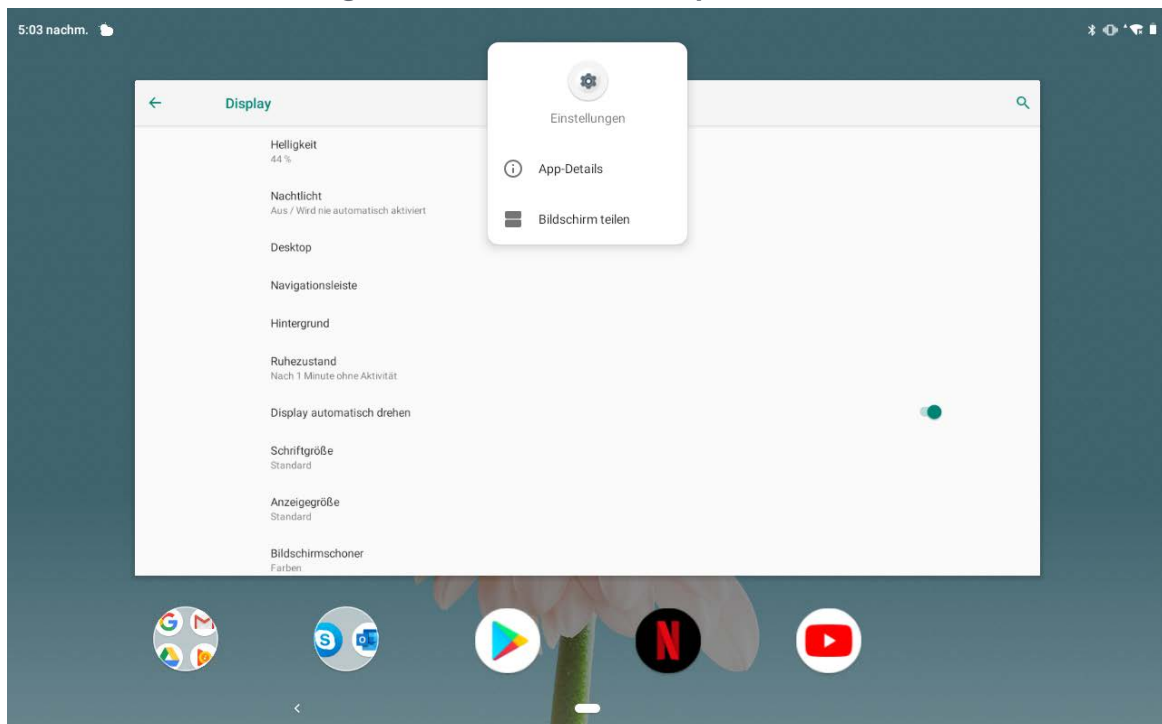 5:03 nachm.
Einstellungen
App-Details
Bildschirm teilen
Display
Helligkeit
44 %
Nachtlicht
Aus / Wird nie automatisch aktiviert
Desktop
Navigationsleiste
Hintergrund
Ruhezustand
Nach 1 Minute ohne Aktivität
Display automatisch drehen
Schriftgröße
Standard
Anzeigegröße
Standard
Bildschirmschoner
Farben